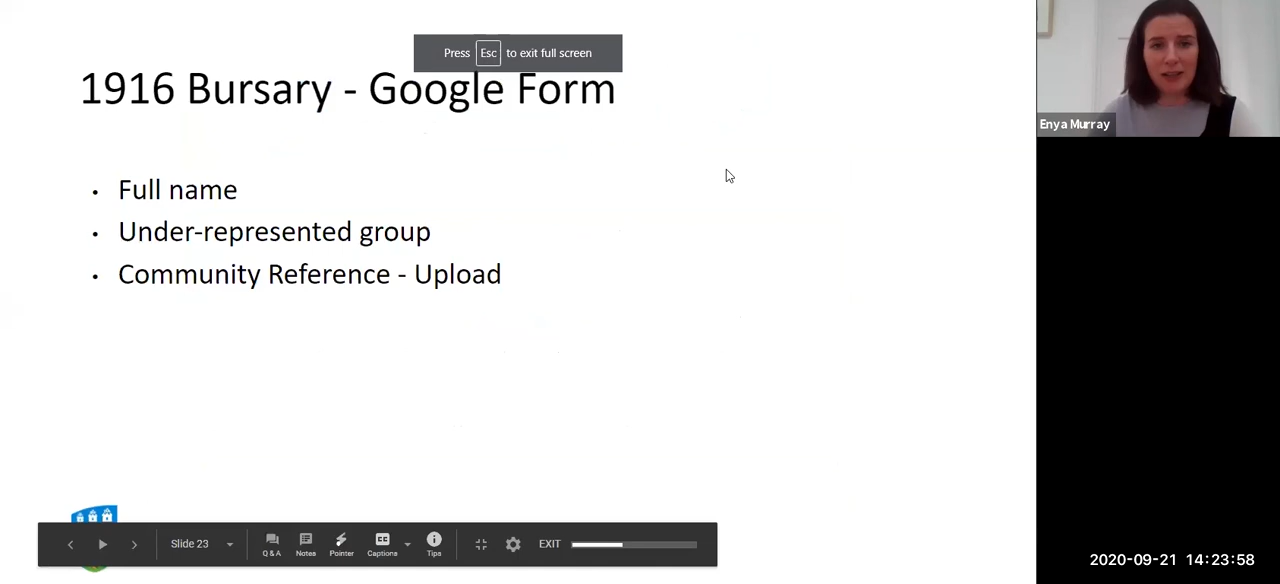 Press Esc to exit full screen
1916 Bursary - Google Form
• Full name
• Under-represented group
• Community Reference - Upload
Enya Murray
Slide 23
Q & A
Notes
Pointer
Captions
Tips
EXIT
2020-09-21 14:23:58